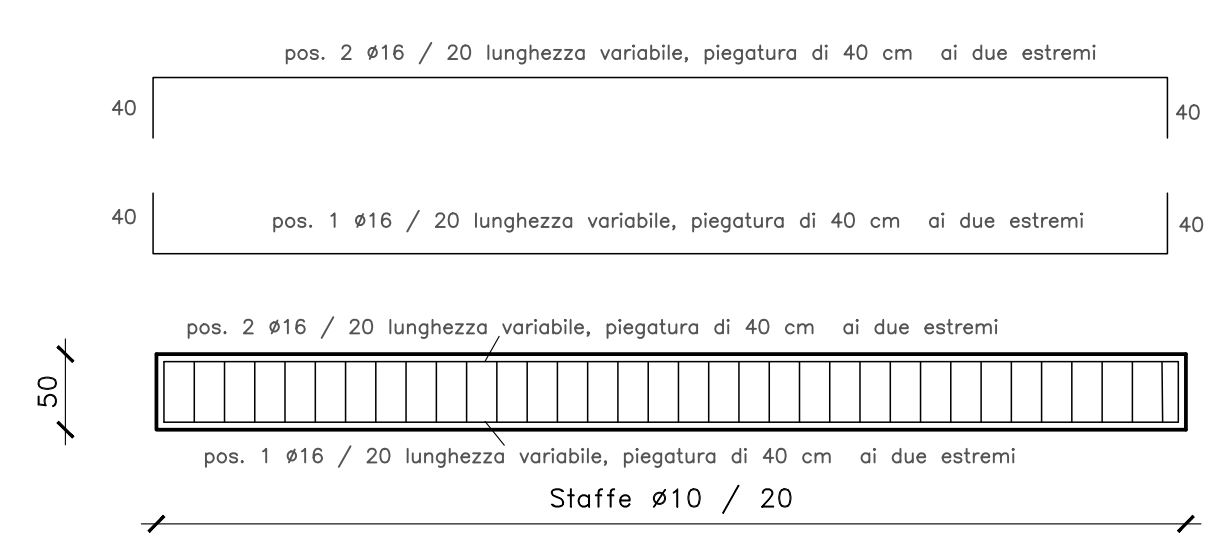 pos. 2 ø16 / 20 lunghezza variabile, piegatura di 40 cm ai due estremi
40
40
40
pos. 1 ø16 / 20 lunghezza variabile, piegatura di 40 cm ai due estremi
40
pos. 2 ø16 / 20 lunghezza variabile, piegatura di 40 cm ai due estremi
50
pos. 1 ø16 / 20 lunghezza variabile, piegatura di 40 cm ai due estremi
Staffe ø10 / 20